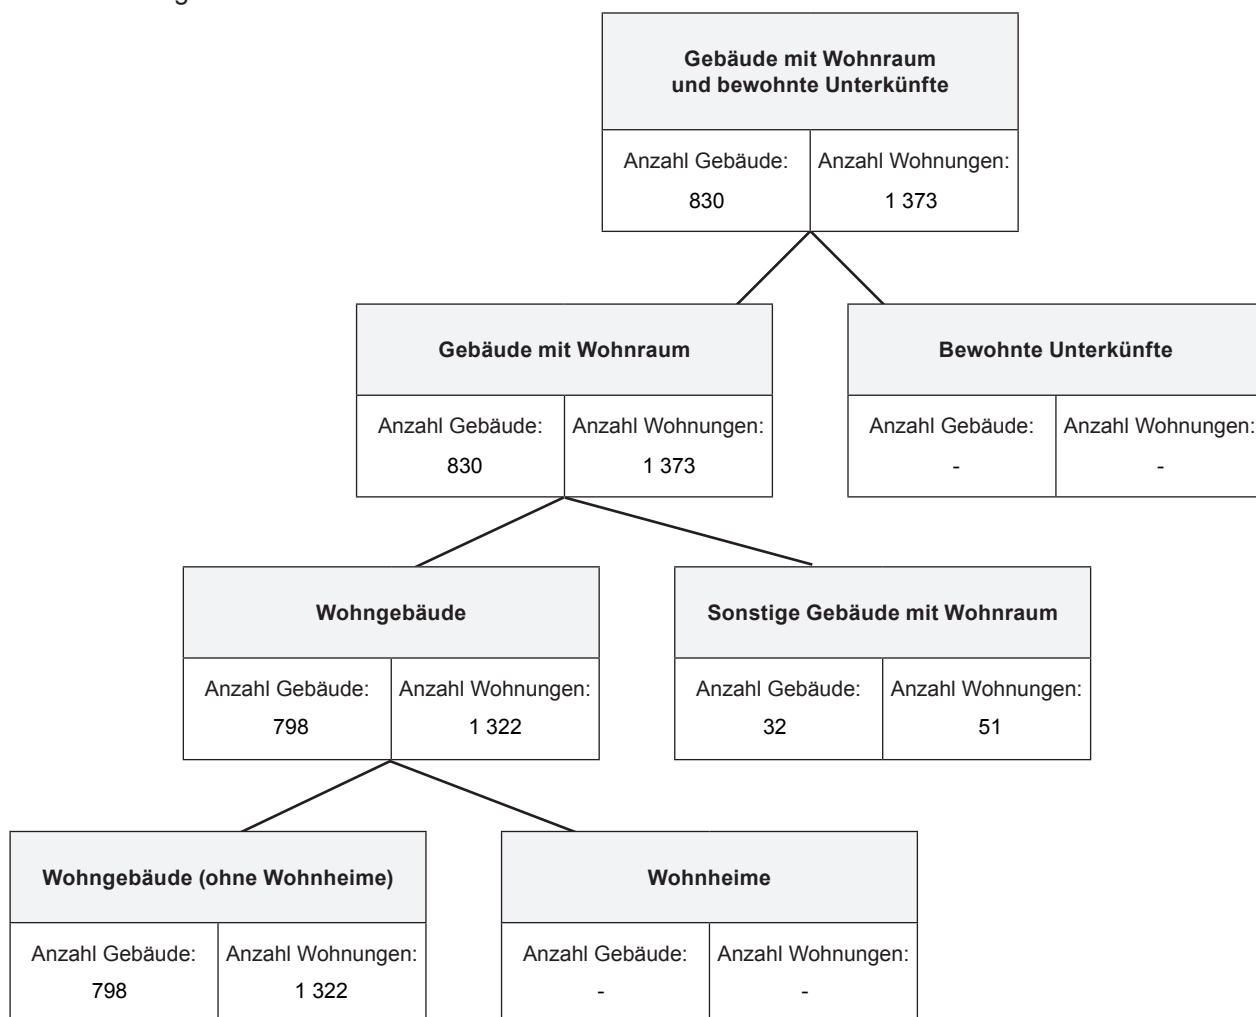 Gebäude mit Wohnraum
und bewohnte Unterkünfte
Anzahl Gebäude: Anzahl Wohnungen:
830 1 373
Gebäude mit Wohnraum
Anzahl Gebäude: Anzahl Wohnungen:
830 1 373
Bewohnte Unterkünfte
Anzahl Gebäude: Anzahl Wohnungen:
- -
Wohngebäude
Anzahl Gebäude: Anzahl Wohnungen:
798 1 322
Sonstige Gebäude mit Wohnraum
Anzahl Gebäude: Anzahl Wohnungen:
32 51
Wohngebäude (ohne Wohnheime)
Anzahl Gebäude: Anzahl Wohnungen:
798 1 322
Wohnheime
Anzahl Gebäude: Anzahl Wohnungen:
- -